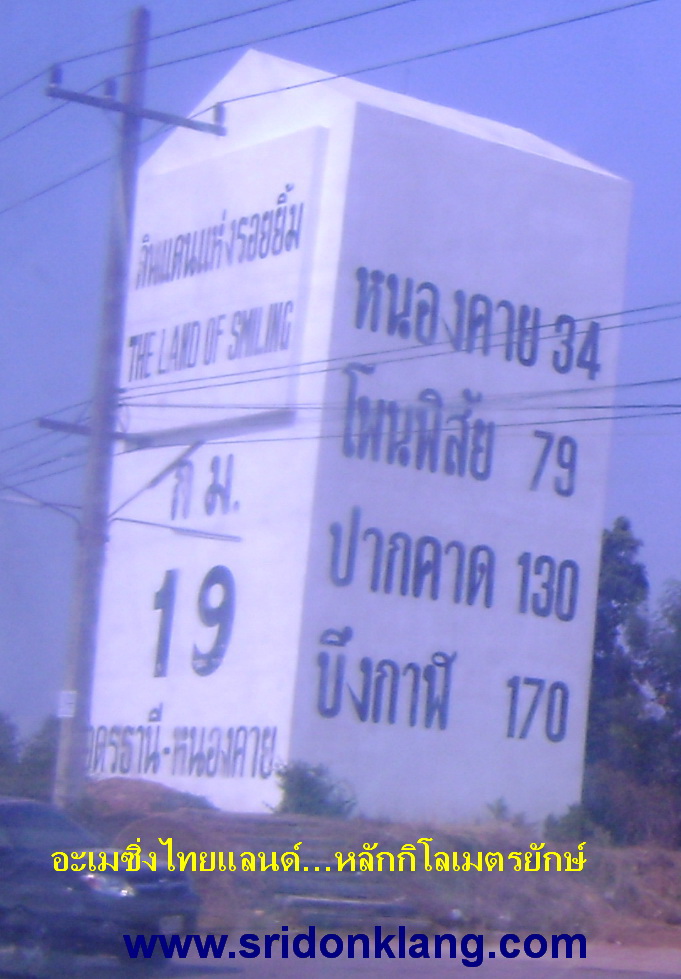 ดินแดนแห่งรอยยิ้ม
THE LAND OF SMILING
ก ม.
19
อุดรธานี-หนองคาย
หนองคาย 34
โพนพิสัย 79
ปากคาด 130
บึงกาฬ 170
อะเมซิ่งไทยแลนด์...หลักกิโลเมตรยักษ์
www.sridonklang.com